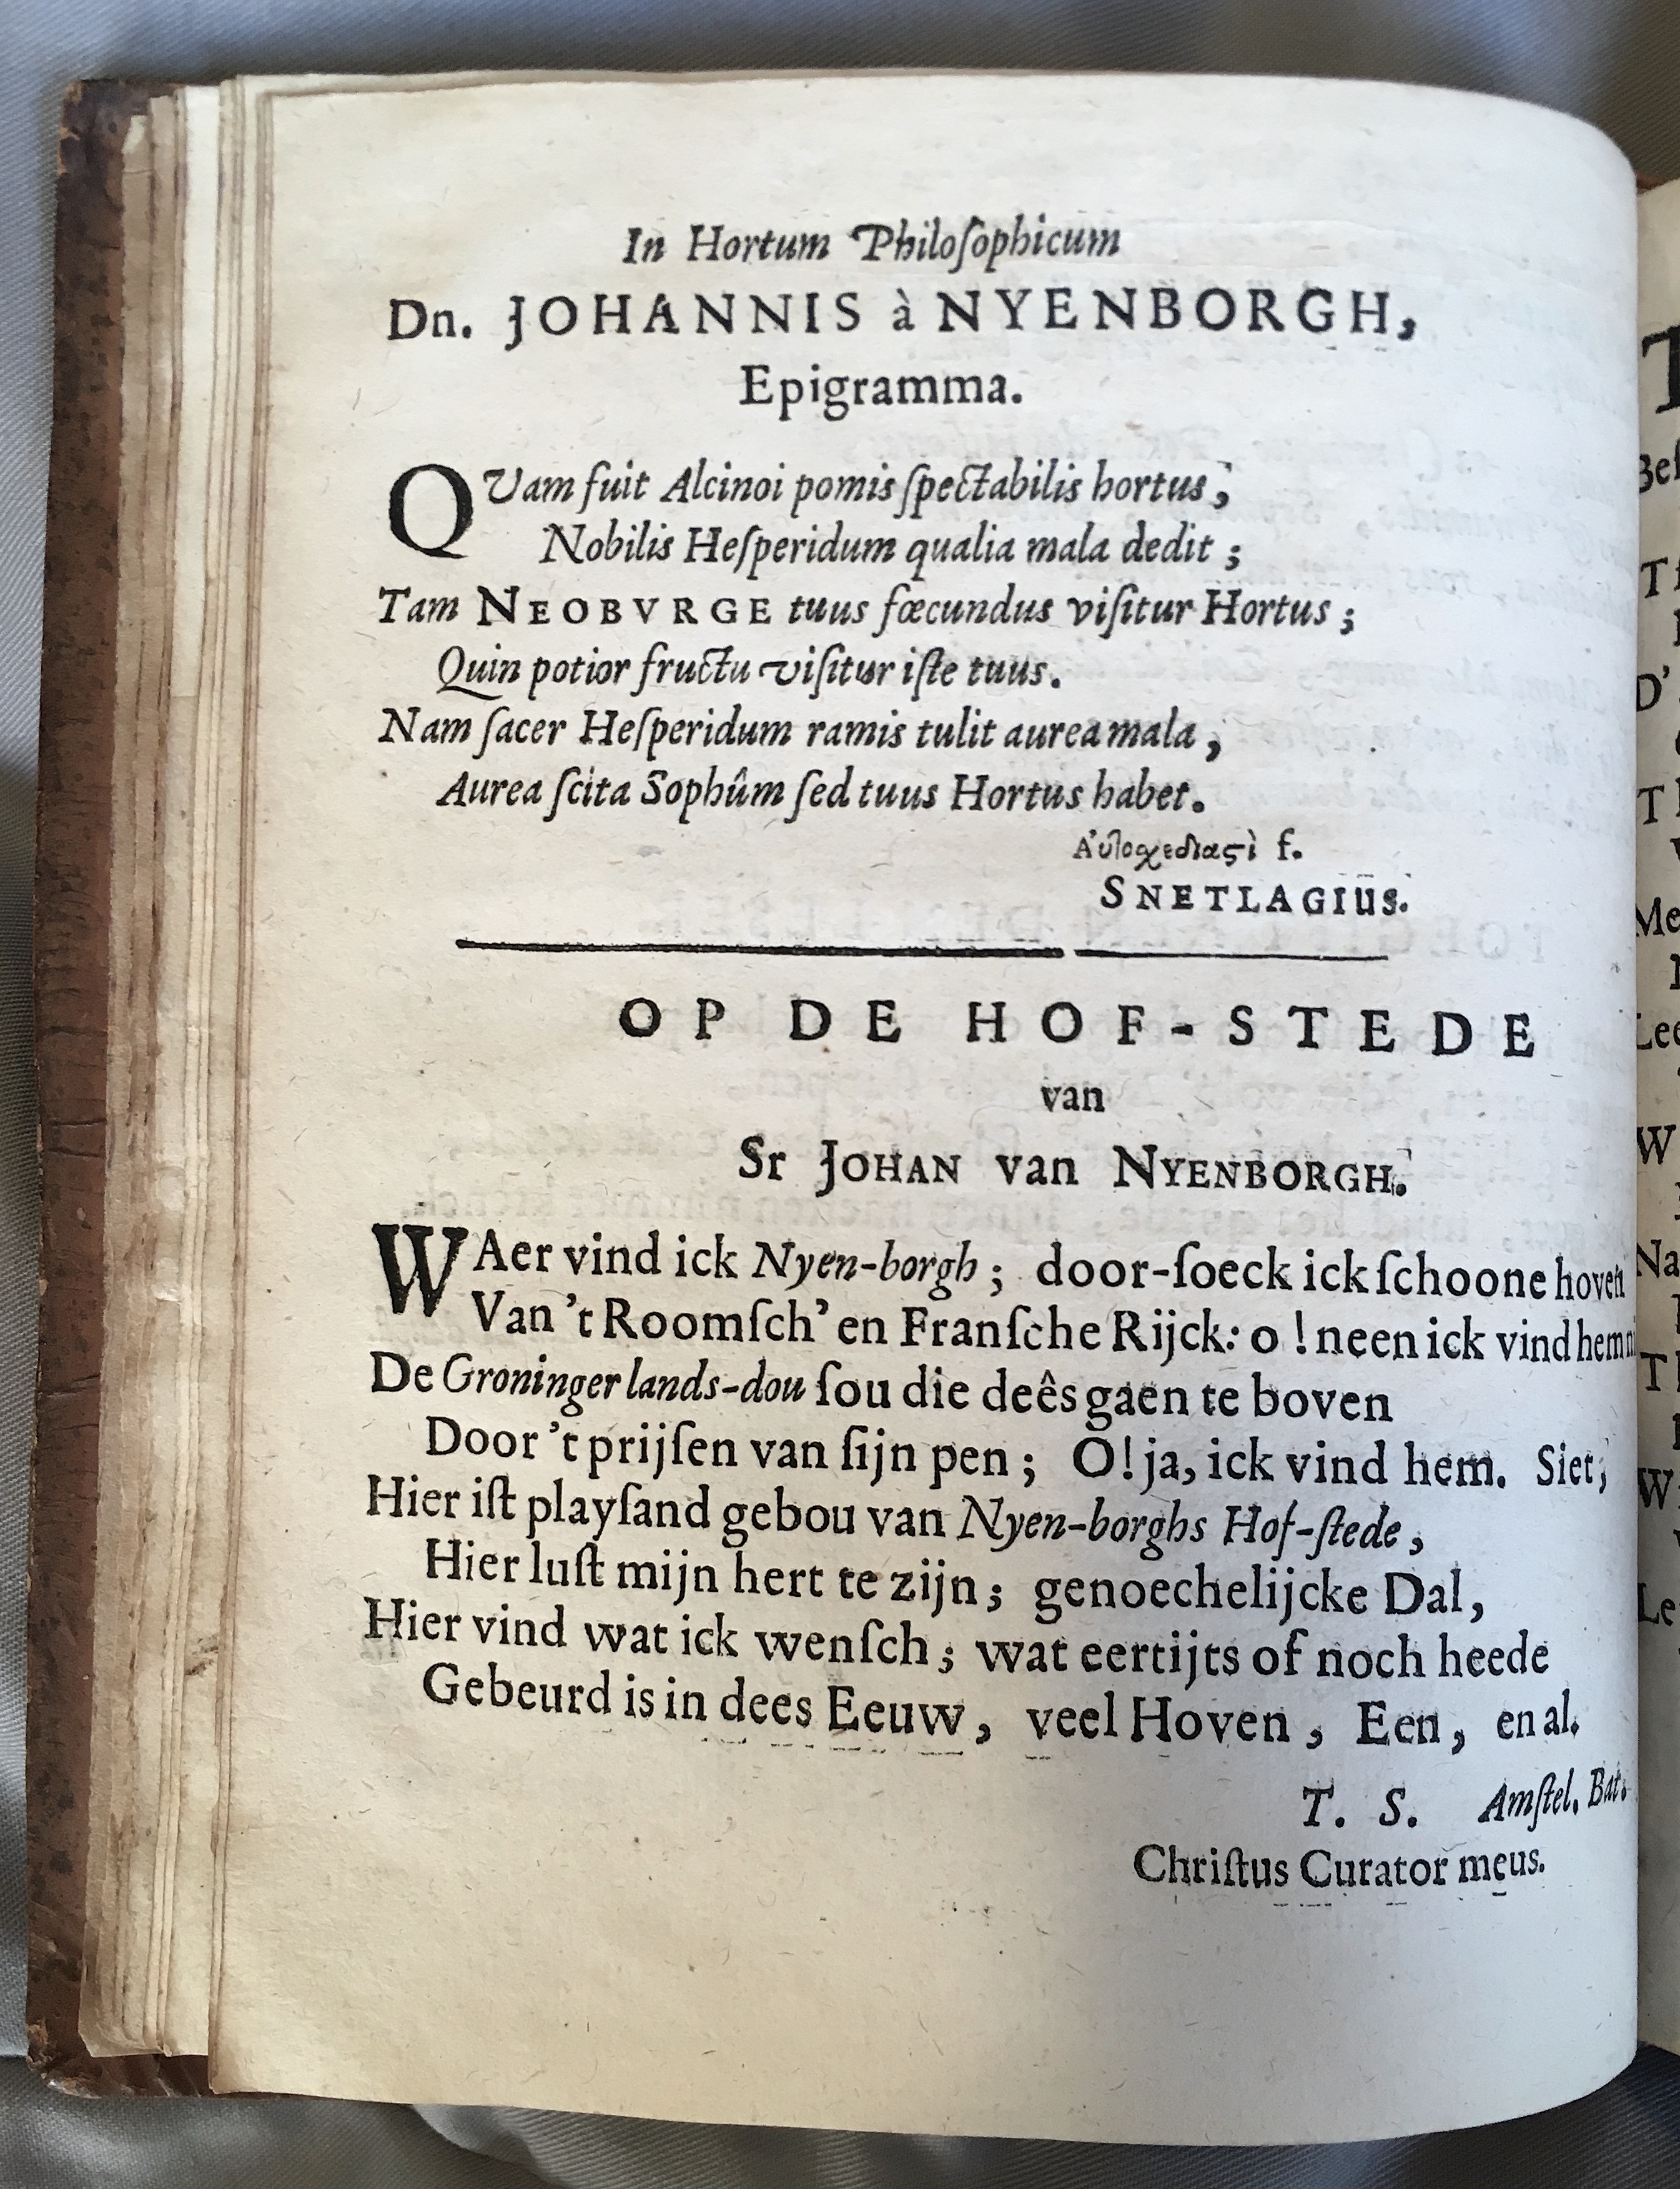 In Hortum Philoſophicum
Dn. JOHANNIS à NYENBORGH,
Epigramma.
QUam fuit Alcinoi pomis ſpectabilis hortus,
Nobilis Heſperidum qualia mala dedit ;
Tam NEOBVRGE tuus fœcundus viſitur Hortus ;
Quin potior fructu viſitur iſte tuus.
Nam ſacer Heſperidum ramis tulit aurea mala ,
Aurea ſcita Sophûm ſed tuus Hortus habet.
f.
SNETLAGIUS.
OP DE HOF-STEDE
van
Sr JOHAN van NYENBORGH.
WAer vind ick Nyen-borgh ; door-ſoeck ick ſchoone hoven
Van 't Roomſch' en Franſche Rijck: o ! neen ick vind hem
De Groninger lands-dou ſou die deês gaen te boven
Door 't prijſen van ſijn pen ; O! ja, ick vind hem. Siet;
Hier iſt playſand gebou van Nyen-borghs Hof-ſtede ,
Hier luſt mijn hert te zijn ; genoechelijcke Dal,
Hier vind wat ick wenſch ; wat eertijts of noch heede
Gebeurd is in dees Eeuw , veel Hoven , Een , en al.
T. S. Amſtel. Bat.
Chriſtus Curator meus.